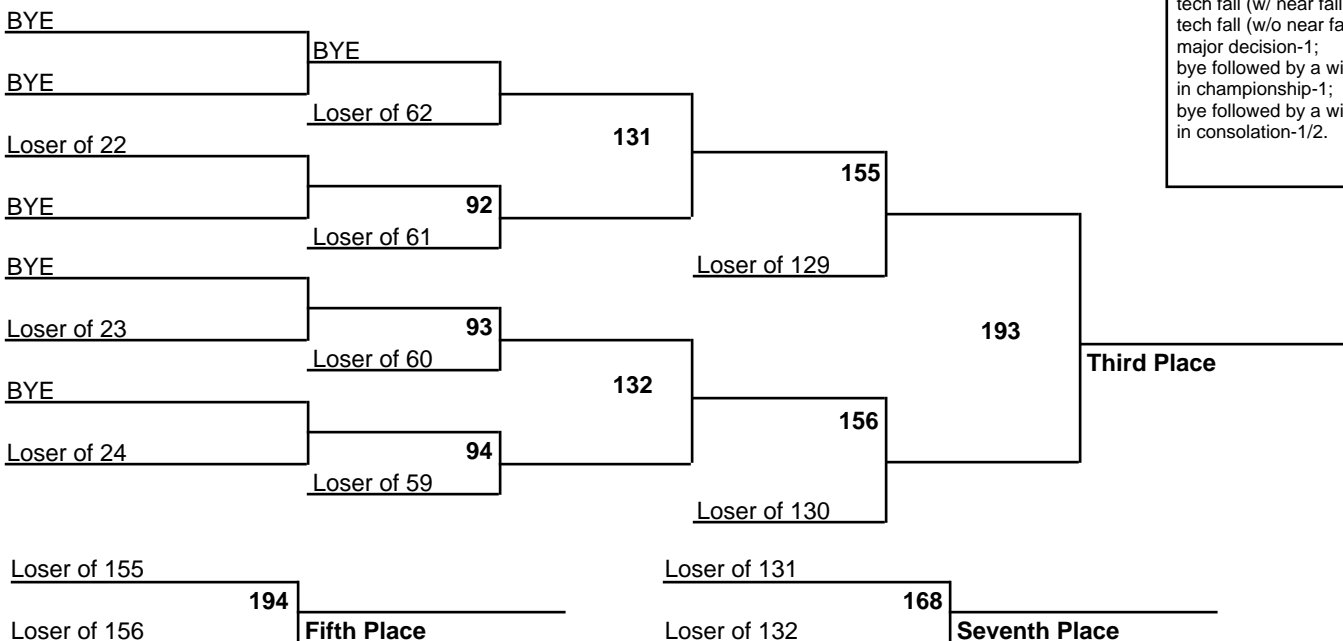 tech fall (w/ near fall
tech fall (w/o near
major decision-1;
bye followed by a
in championship-1;
bye followed by a
in consolation-1/2.
BYE
BYE
BYE
Loser of 62
Loser of 22
131
155
BYE
92
Loser of 61
BYE
Loser of 129
Loser of 23
93
193
Loser of 60
Third Place
BYE
132
156
Loser of 24
94
Loser of 59
Loser of 130
Loser of 155
194
Loser of 156
Fifth Place
Loser of 131
168
Loser of 132
Seventh Place